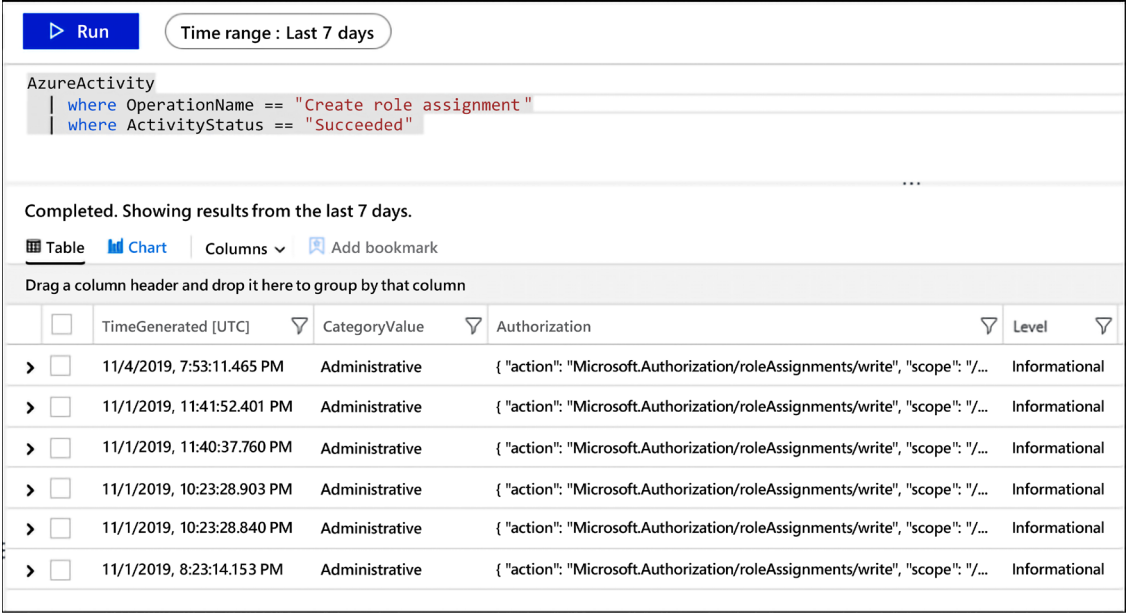 Run Time range : Last 7 days
AzureActivity
| where OperationName == "Create role assignment"
| where ActivityStatus == "Succeeded"
...
Completed. Showing results from the last 7 days.
Table Chart Columns Add bookmark
Drag a column header and drop it here to group by that column
TimeGenerated [UTC] CategoryValue Authorization Level
11/4/2019, 7:53:11.465 PM Administrative { "action": "Microsoft.Authorization/roleAssignments/write", "scope": "/... Informational
11/1/2019, 11:41:52.401 PM Administrative { "action": "Microsoft.Authorization/roleAssignments/write", "scope": "/... Informational
11/1/2019, 11:40:37.760 PM Administrative { "action": "Microsoft.Authorization/roleAssignments/write", "scope": "/... Informational
11/1/2019, 10:23:28.903 PM Administrative { "action": "Microsoft.Authorization/roleAssignments/write", "scope": "/... Informational
11/1/2019, 10:23:28.840 PM Administrative { "action": "Microsoft.Authorization/roleAssignments/write", "scope": "/... Informational
11/1/2019, 8:23:14.153 PM Administrative { "action": "Microsoft.Authorization/roleAssignments/write", "scope": "/... Informational